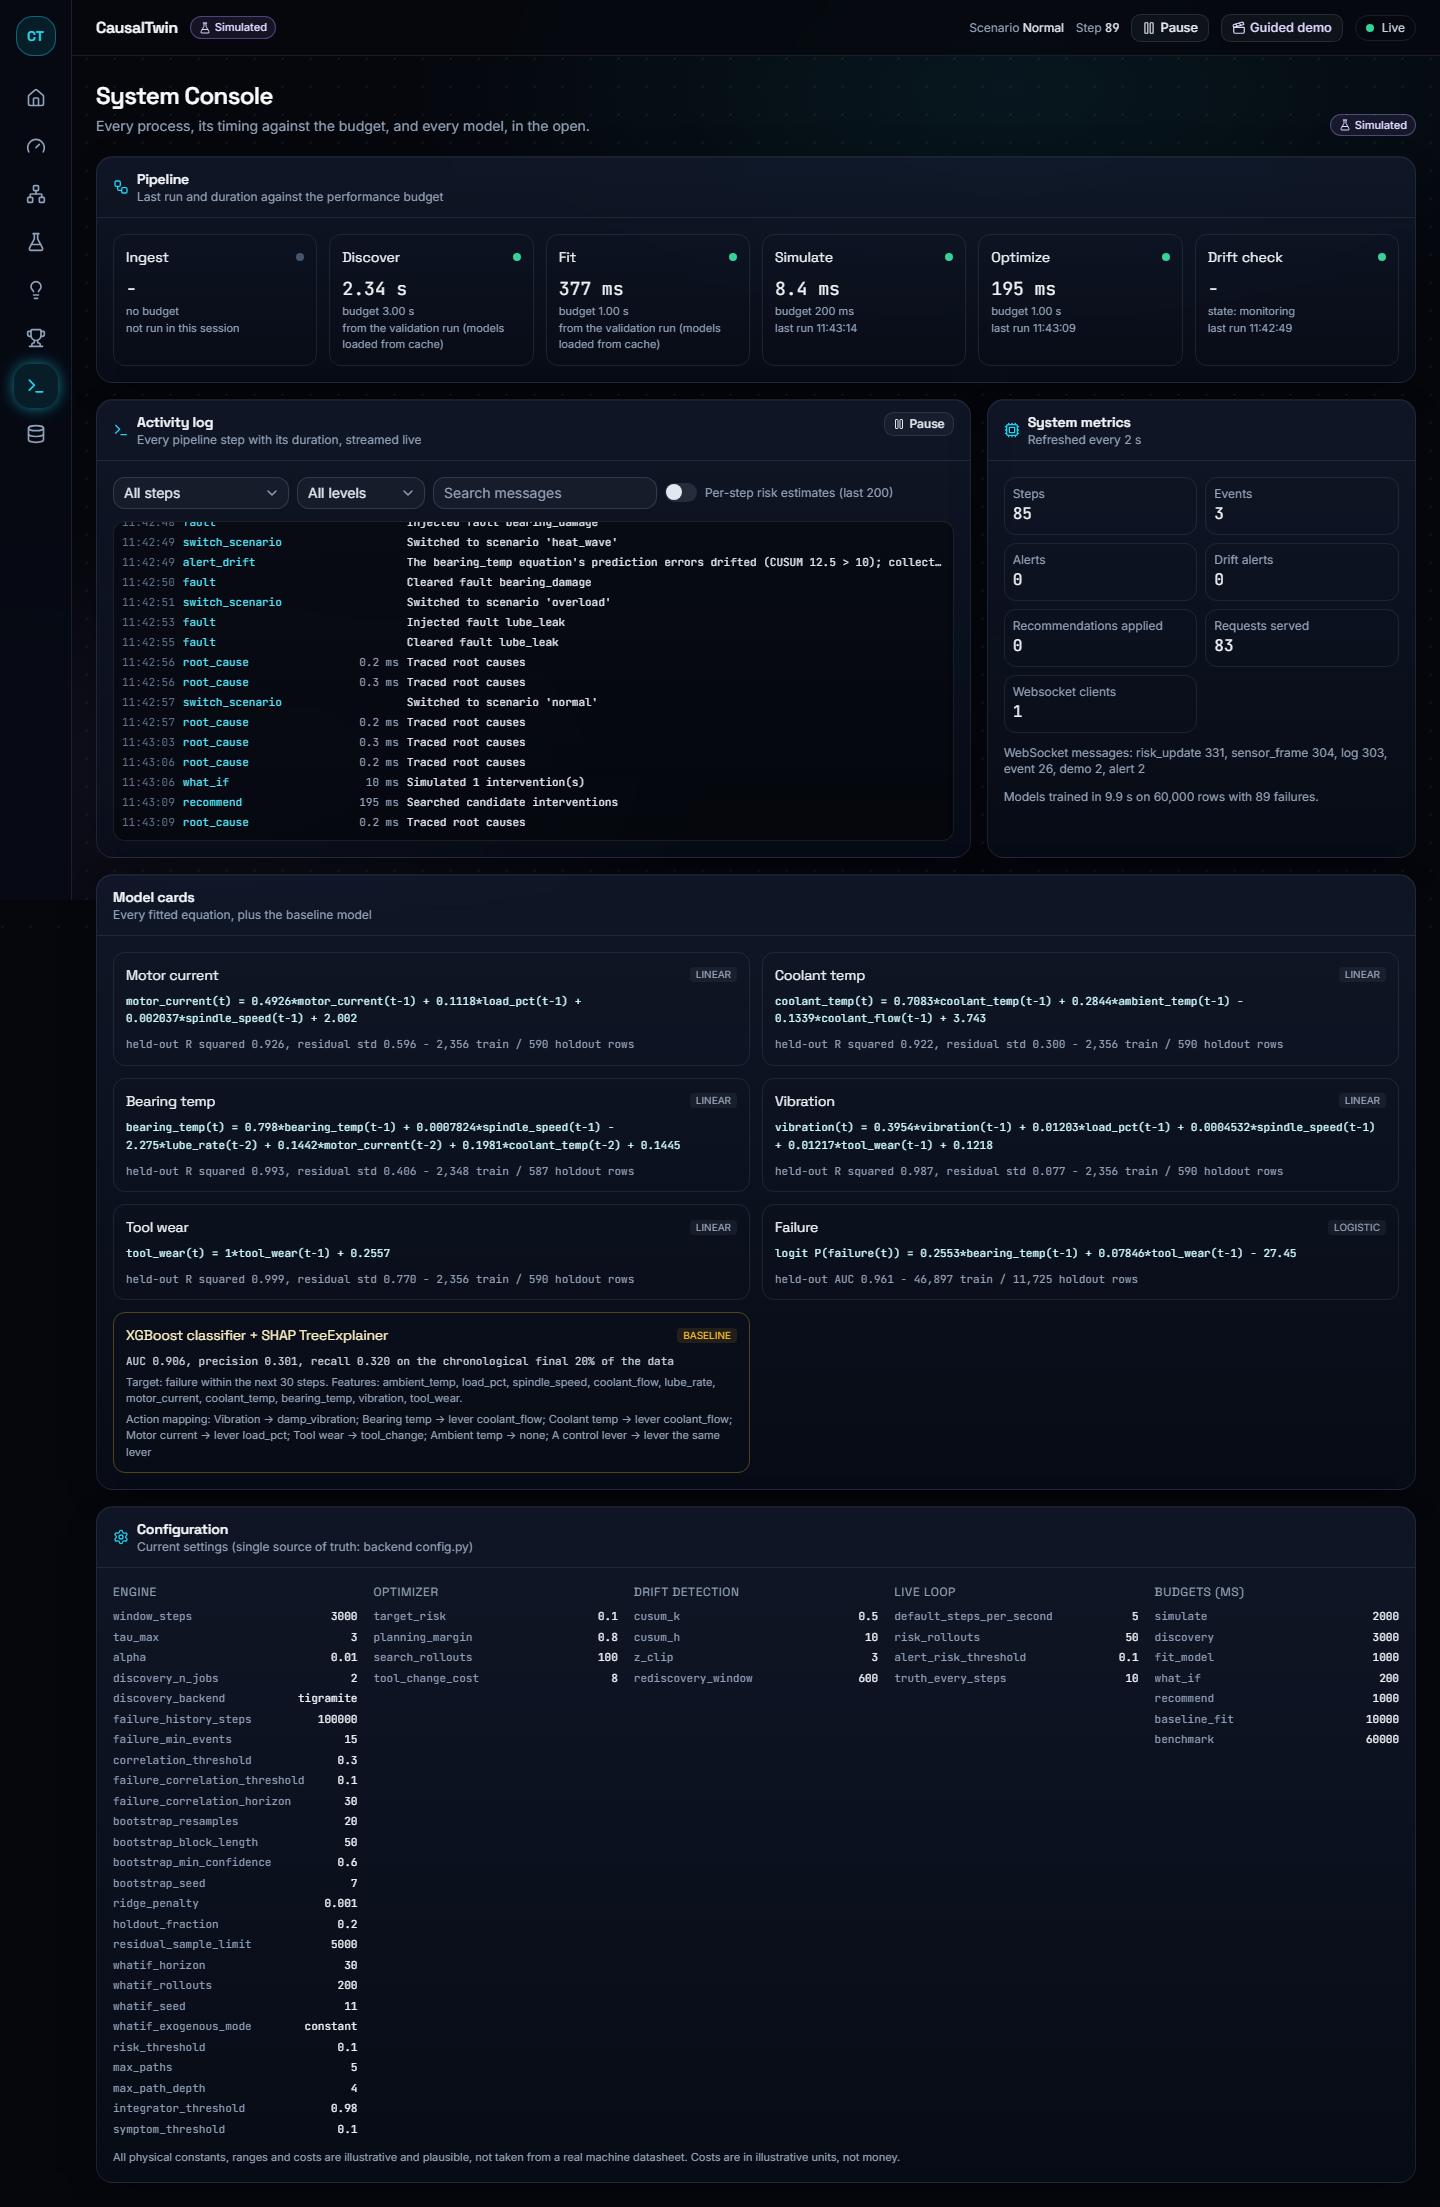 CT
CausalTwin
Simulated
Scenario Normal
Step 89
Pause
Guided demo
Live
System Console
Every process, its timing against the budget, and every model, in the open.
Simulated
Pipeline
Last run and duration against the performance budget
Ingest
-
no budget
not run in this session
Discover
2.34 s
budget 3.00 s
from the validation run (models
loaded from cache)
Fit
377 ms
budget 1.00 s
from the validation run (models
loaded from cache)
Simulate
8.4 ms
budget 200 ms
last run 11:43:14
Optimize
195 ms
budget 1.00 s
last run 11:43:09
Drift check
-
state: monitoring
last run 11:42:49
Activity log
Every pipeline step with its duration, streamed live
Pause
All steps
All levels
Search messages
Per-step risk estimates (last 200)
11:42:48 fault Injected fault bearing_damage
11:42:49 switch_scenario Switched to scenario 'heat_wave'
11:42:49 alert_drift The bearing_temp equation's prediction errors drifted (CUSUM 12.5 > 10); collect…
11:42:50 fault Cleared fault bearing_damage
11:42:51 switch_scenario Switched to scenario 'overload'
11:42:53 fault Injected fault lube_leak
11:42:55 fault Cleared fault lube_leak
11:42:56 root_cause 0.2 ms Traced root causes
11:42:56 root_cause 0.3 ms Traced root causes
11:42:57 switch_scenario Switched to scenario 'normal'
11:42:57 root_cause 0.2 ms Traced root causes
11:43:03 root_cause 0.3 ms Traced root causes
11:43:06 root_cause 0.2 ms Traced root causes
11:43:06 what_if 10 ms Simulated 1 intervention(s)
11:43:09 recommend 195 ms Searched candidate interventions
11:43:09 root_cause 0.2 ms Traced root causes
System metrics
Refreshed every 2 s
Steps
85
Events
3
Alerts
0
Drift alerts
0
Recommendations applied
0
Requests served
83
Websocket clients
1
WebSocket messages: risk_update 331, sensor_frame 304, log 303,
event 26, demo 2, alert 2
Models trained in 9.9 s on 60,000 rows with 89 failures.
Model cards
Every fitted equation, plus the baseline model
Motor current
LINEAR
motor_current(t) = 0.4926*motor_current(t-1) + 0.1118*load_pct(t-1) +
0.002037*spindle_speed(t-1) + 2.002
held-out R squared 0.926, residual std 0.596 - 2,356 train / 590 holdout rows
Coolant temp
LINEAR
coolant_temp(t) = 0.7083*coolant_temp(t-1) + 0.2844*ambient_temp(t-1) -
0.1339*coolant_flow(t-1) + 3.743
held-out R squared 0.922, residual std 0.300 - 2,356 train / 590 holdout rows
Bearing temp
LINEAR
bearing_temp(t) = 0.798*bearing_temp(t-1) + 0.0007824*spindle_speed(t-1) -
2.275*lube_rate(t-2) + 0.1442*motor_current(t-2) + 0.1981*coolant_temp(t-2) + 0.1445
held-out R squared 0.993, residual std 0.406 - 2,348 train / 587 holdout rows
Vibration
LINEAR
vibration(t) = 0.3954*vibration(t-1) + 0.01203*load_pct(t-1) + 0.0004532*spindle_speed(t-1)
+ 0.01217*tool_wear(t-1) + 0.1218
held-out R squared 0.987, residual std 0.077 - 2,356 train / 590 holdout rows
Tool wear
LINEAR
tool_wear(t) = 1*tool_wear(t-1) + 0.2557
held-out R squared 0.999, residual std 0.770 - 2,356 train / 590 holdout rows
Failure
LOGISTIC
logit P(failure(t)) = 0.2553*bearing_temp(t-1) + 0.07846*tool_wear(t-1) - 27.45
held-out AUC 0.961 - 46,897 train / 11,725 holdout rows
XGBoost classifier + SHAP TreeExplainer
BASELINE
AUC 0.906, precision 0.301, recall 0.320 on the chronological final 20% of the data
Target: failure within the next 30 steps. Features: ambient_temp, load_pct, spindle_speed, coolant_flow, lube_rate,
motor_current, coolant_temp, bearing_temp, vibration, tool_wear.
Action mapping: Vibration → damp_vibration; Bearing temp → lever coolant_flow; Coolant temp → lever coolant_flow;
Motor current → lever load_pct; Tool wear → tool_change; Ambient temp → none; A control lever → lever the same
lever
Configuration
Current settings (single source of truth: backend config.py)
ENGINE
window_steps 3000
tau_max 3
alpha 0.01
discovery_n_jobs 2
discovery_backend tigramite
failure_history_steps 100000
failure_min_events 15
correlation_threshold 0.3
failure_correlation_threshold 0.1
failure_correlation_horizon 30
bootstrap_resamples 20
bootstrap_block_length 50
bootstrap_min_confidence 0.6
bootstrap_seed 7
ridge_penalty 0.001
holdout_fraction 0.2
residual_sample_limit 5000
whatif_horizon 30
whatif_rollouts 200
whatif_seed 11
whatif_exogenous_mode constant
risk_threshold 0.1
max_paths 5
max_path_depth 4
integrator_threshold 0.98
symptom_threshold 0.1
OPTIMIZER
target_risk 0.1
planning_margin 0.8
search_rollouts 100
tool_change_cost 8
DRIFT DETECTION
cusum_k 0.5
cusum_h 10
z_clip 3
rediscovery_window 600
LIVE LOOP
default_steps_per_second 5
risk_rollouts 50
alert_risk_threshold 0.1
truth_every_steps 10
BUDGETS (MS)
simulate 2000
discovery 3000
fit_model 1000
what_if 200
recommend 1000
baseline_fit 10000
benchmark 60000
All physical constants, ranges and costs are illustrative and plausible, not taken from a real machine datasheet. Costs are in illustrative units, not money.